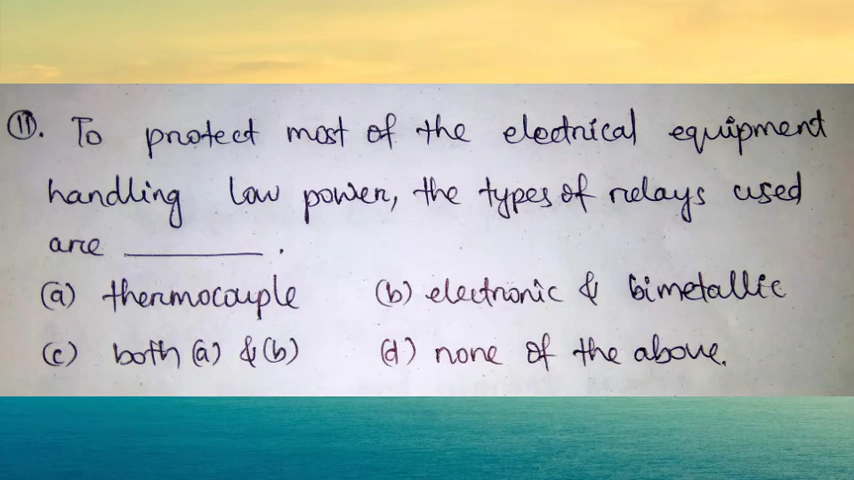 ⑪. To protect most of the electrical equipment
handling low power, the types of relays used
are ________.
(a) thermocouple (b) electronic & bimetallic
(c) both (a) & (b) (d) none of the above.